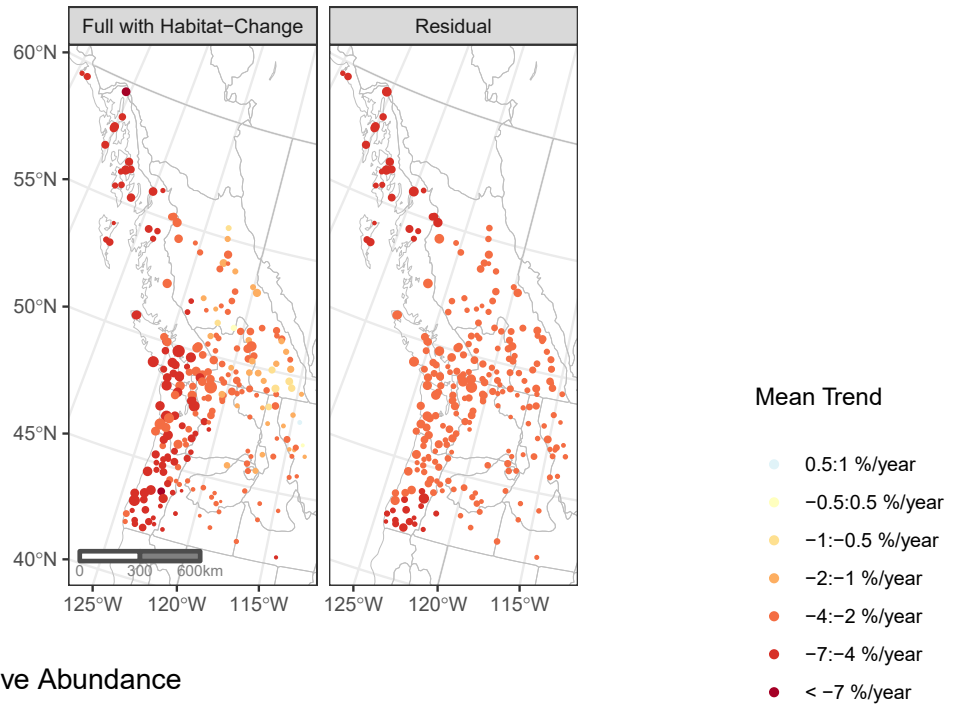 Full with Habitat−Change
Residual
60°N
55°N
50°N
45°N
40°N
0 300 600km
125°W 120°W 115°W
125°W 120°W 115°W
Mean Trend
0.5:1 %/year
−0.5:0.5 %/year
−1:−0.5 %/year
−2:−1 %/year
−4:−2 %/year
−7:−4 %/year
< −7 %/year
ve Abundance